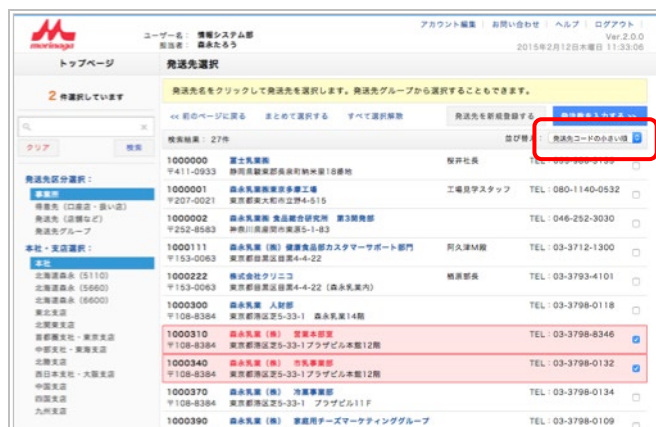 morinaga
ユーザー名： 情報システム部
担当者： 森永たろう
アカウント編集 | お問い合わせ | ヘルプ | ログアウト
Ver.2.0.0
2015年2月12日木曜日 11:33:06
トップページ
発送先選択
2 件選択しています
発送先名をクリックして発送先を選択します。発送先グループから選択することもできます。
<< 前のページに戻る まとめて選択する すべて選択解除 発送先を新規登録する
クリア 検索
検索結果： 27件
並び替え： 発送先コードの小さい順
発送先区分選択：
事業所
得意先（口座店・扱い店）
発送先（店舗など）
発送先グループ
本社・支店選択：
本社
北海道森永（5110）
北海道森永（5660）
北海道森永（6600）
東北支店
北関東支店
首都圏支社・東京支店
中部支社・東海支店
北陸支店
西日本支社・大阪支店
中国支店
四国支店
九州支店
1000000 富士乳業㈱ 桜井社長
〒411-0933 静岡県駿東郡長泉町納米里18番地
1000001 森永乳業㈱東京多摩工場 工場見学スタッフ TEL：080-1140-0532
〒207-0021 東京都東大和市立野4-515
1000002 森永乳業㈱ 食品総合研究所 第3開発部 TEL：046-252-3030
〒252-8583 神奈川県座間市東原5-1-83
1000111 森永乳業（株）健康食品部カスタマーサポート部門 阿久津M殿 TEL：03-3712-1300
〒153-0063 東京都目黒区目黒4-4-22
1000222 株式会社クリニコ 楢原部長 TEL：03-3793-4101
〒153-0063 東京都目黒区目黒4-4-22（森永乳業内）
1000300 森永乳業 人財部 TEL：03-3798-0118
〒108-8384 東京都港区芝5-33-1 森永乳業14階
1000310 森永乳業（株） 営業本部室 TEL：03-3798-8346
〒108-8384 東京都港区芝5-33-1プラザビル本館12階
1000340 森永乳業（株） 市乳事業部 TEL：03-3798-0132
〒108-8384 東京都港区芝5-33-1プラザビル本館12階
1000370 森永乳業（株） 冷菓事業部 TEL：03-3798-0134
〒108-8384 東京都港区芝5-33-1 プラザビル11F
1000390 森永乳業（株） 家庭用チーズマーケティンググループ TEL：03-3798-0109